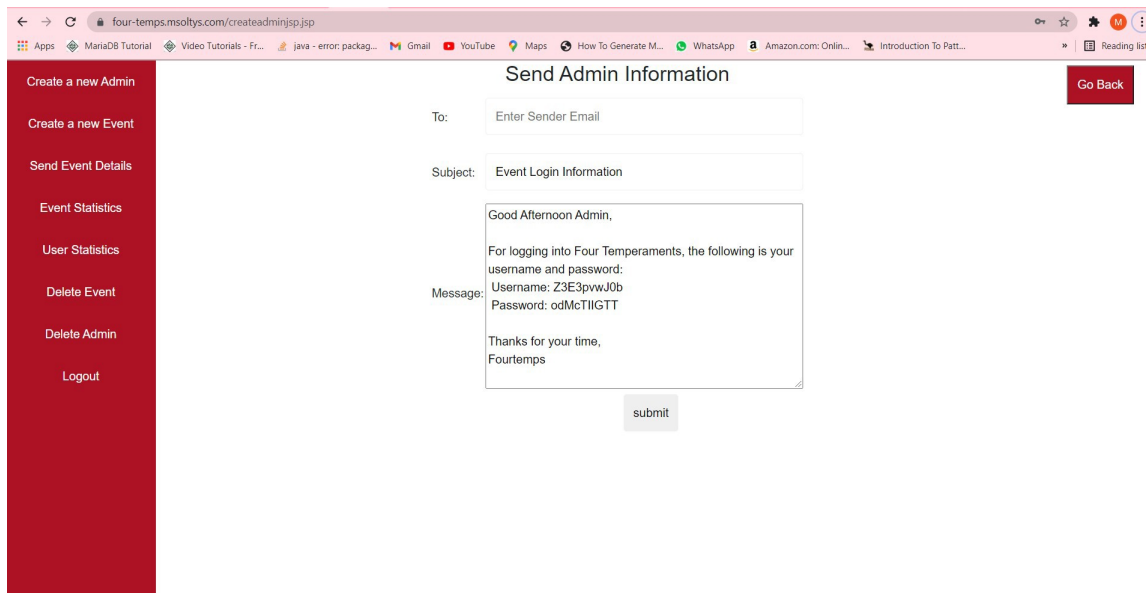 four-temps.msoltys.com/createadminjsp.jsp
M
Apps MariaDB Tutorial Video Tutorials - Fr... java - error: packag... Gmail YouTube Maps How To Generate M... WhatsApp Amazon.com: Onlin... Introduction To Patt... » Reading list
Create a new Admin
Create a new Event
Send Event Details
Event Statistics
User Statistics
Delete Event
Delete Admin
Logout
Send Admin Information
Go Back
To: Enter Sender Email
Subject: Event Login Information
Message:
Good Afternoon Admin,
For logging into Four Temperaments, the following is your
username and password:
Username: Z3E3pvwJ0b
Password: odMcTIIGTT
Thanks for your time,
Fourtemps
submit